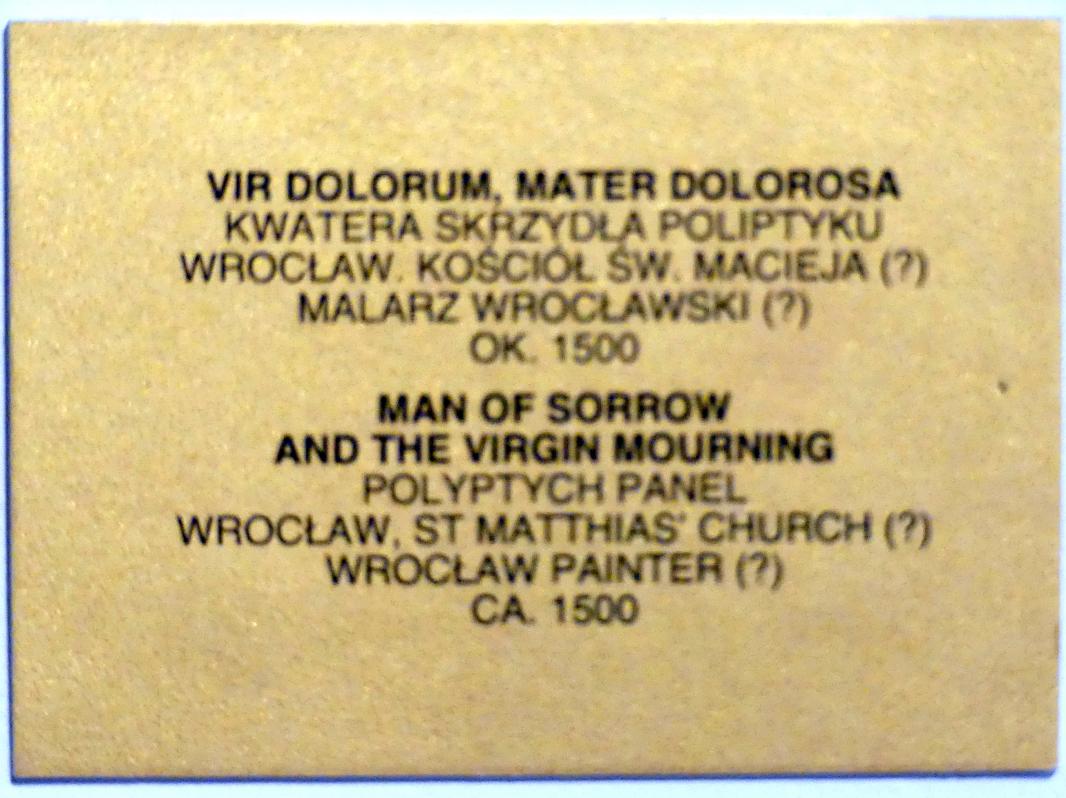 VIR DOLORUM, MATER DOLOROSA
KWATERA SKRZYDŁA POLIPTYKU
WROCŁAW. KOŚCIÓŁ ŚW. MACIEJA (?)
MALARZ WROCŁAWSKI (?)
OK. 1500
MAN OF SORROW
AND THE VIRGIN MOURNING
POLYPTYCH PANEL
WROCŁAW, ST MATTHIAS' CHURCH (?)
WROCŁAW PAINTER (?)
CA. 1500